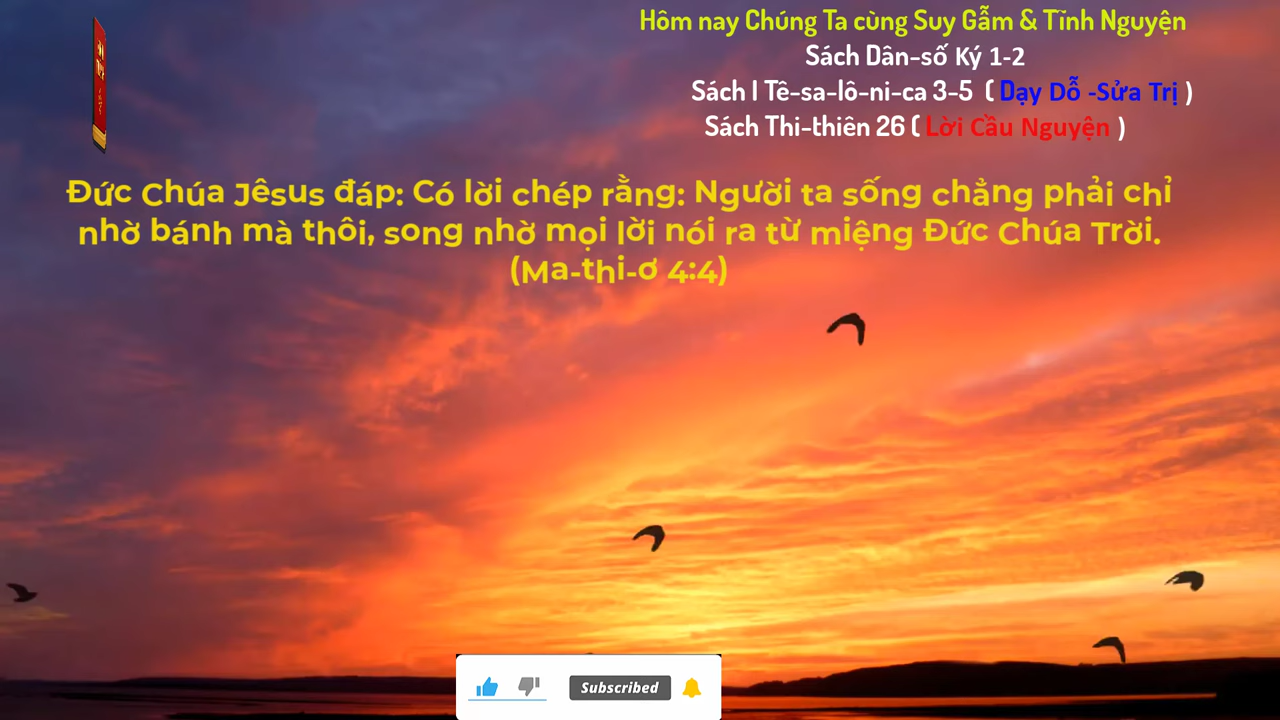 Hôm nay Chúng Ta cùng Suy Gẫm & Tĩnh Nguyện
Sách Dân-số Ký 1-2
Sách I Tê-sa-lô-ni-ca 3-5 ( Dạy Dỗ -Sửa Trị )
Sách Thi-thiên 26 ( Lời Cầu Nguyện )
Đức Chúa Jêsus đáp: Có lời chép rằng: Người ta sống chẳng phải chỉ
nhờ bánh mà thôi, song nhờ mọi lời nói ra từ miệng Đức Chúa Trời.
(Ma-thi-ơ 4:4)
Subscribed